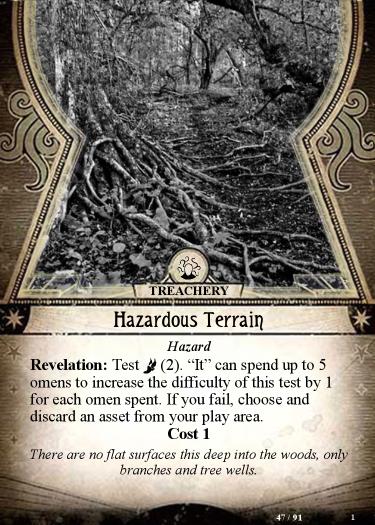 TREACHERY
Hazardous Terrain
Hazard
Revelation: Test (2). “It” can spend up to 5
omens to increase the difficulty of this test by 1
for each omen spent. If you fail, choose and
discard an asset from your play area.
Cost 1
There are no flat surfaces this deep into the woods, only
branches and tree wells.
47 / 91 1